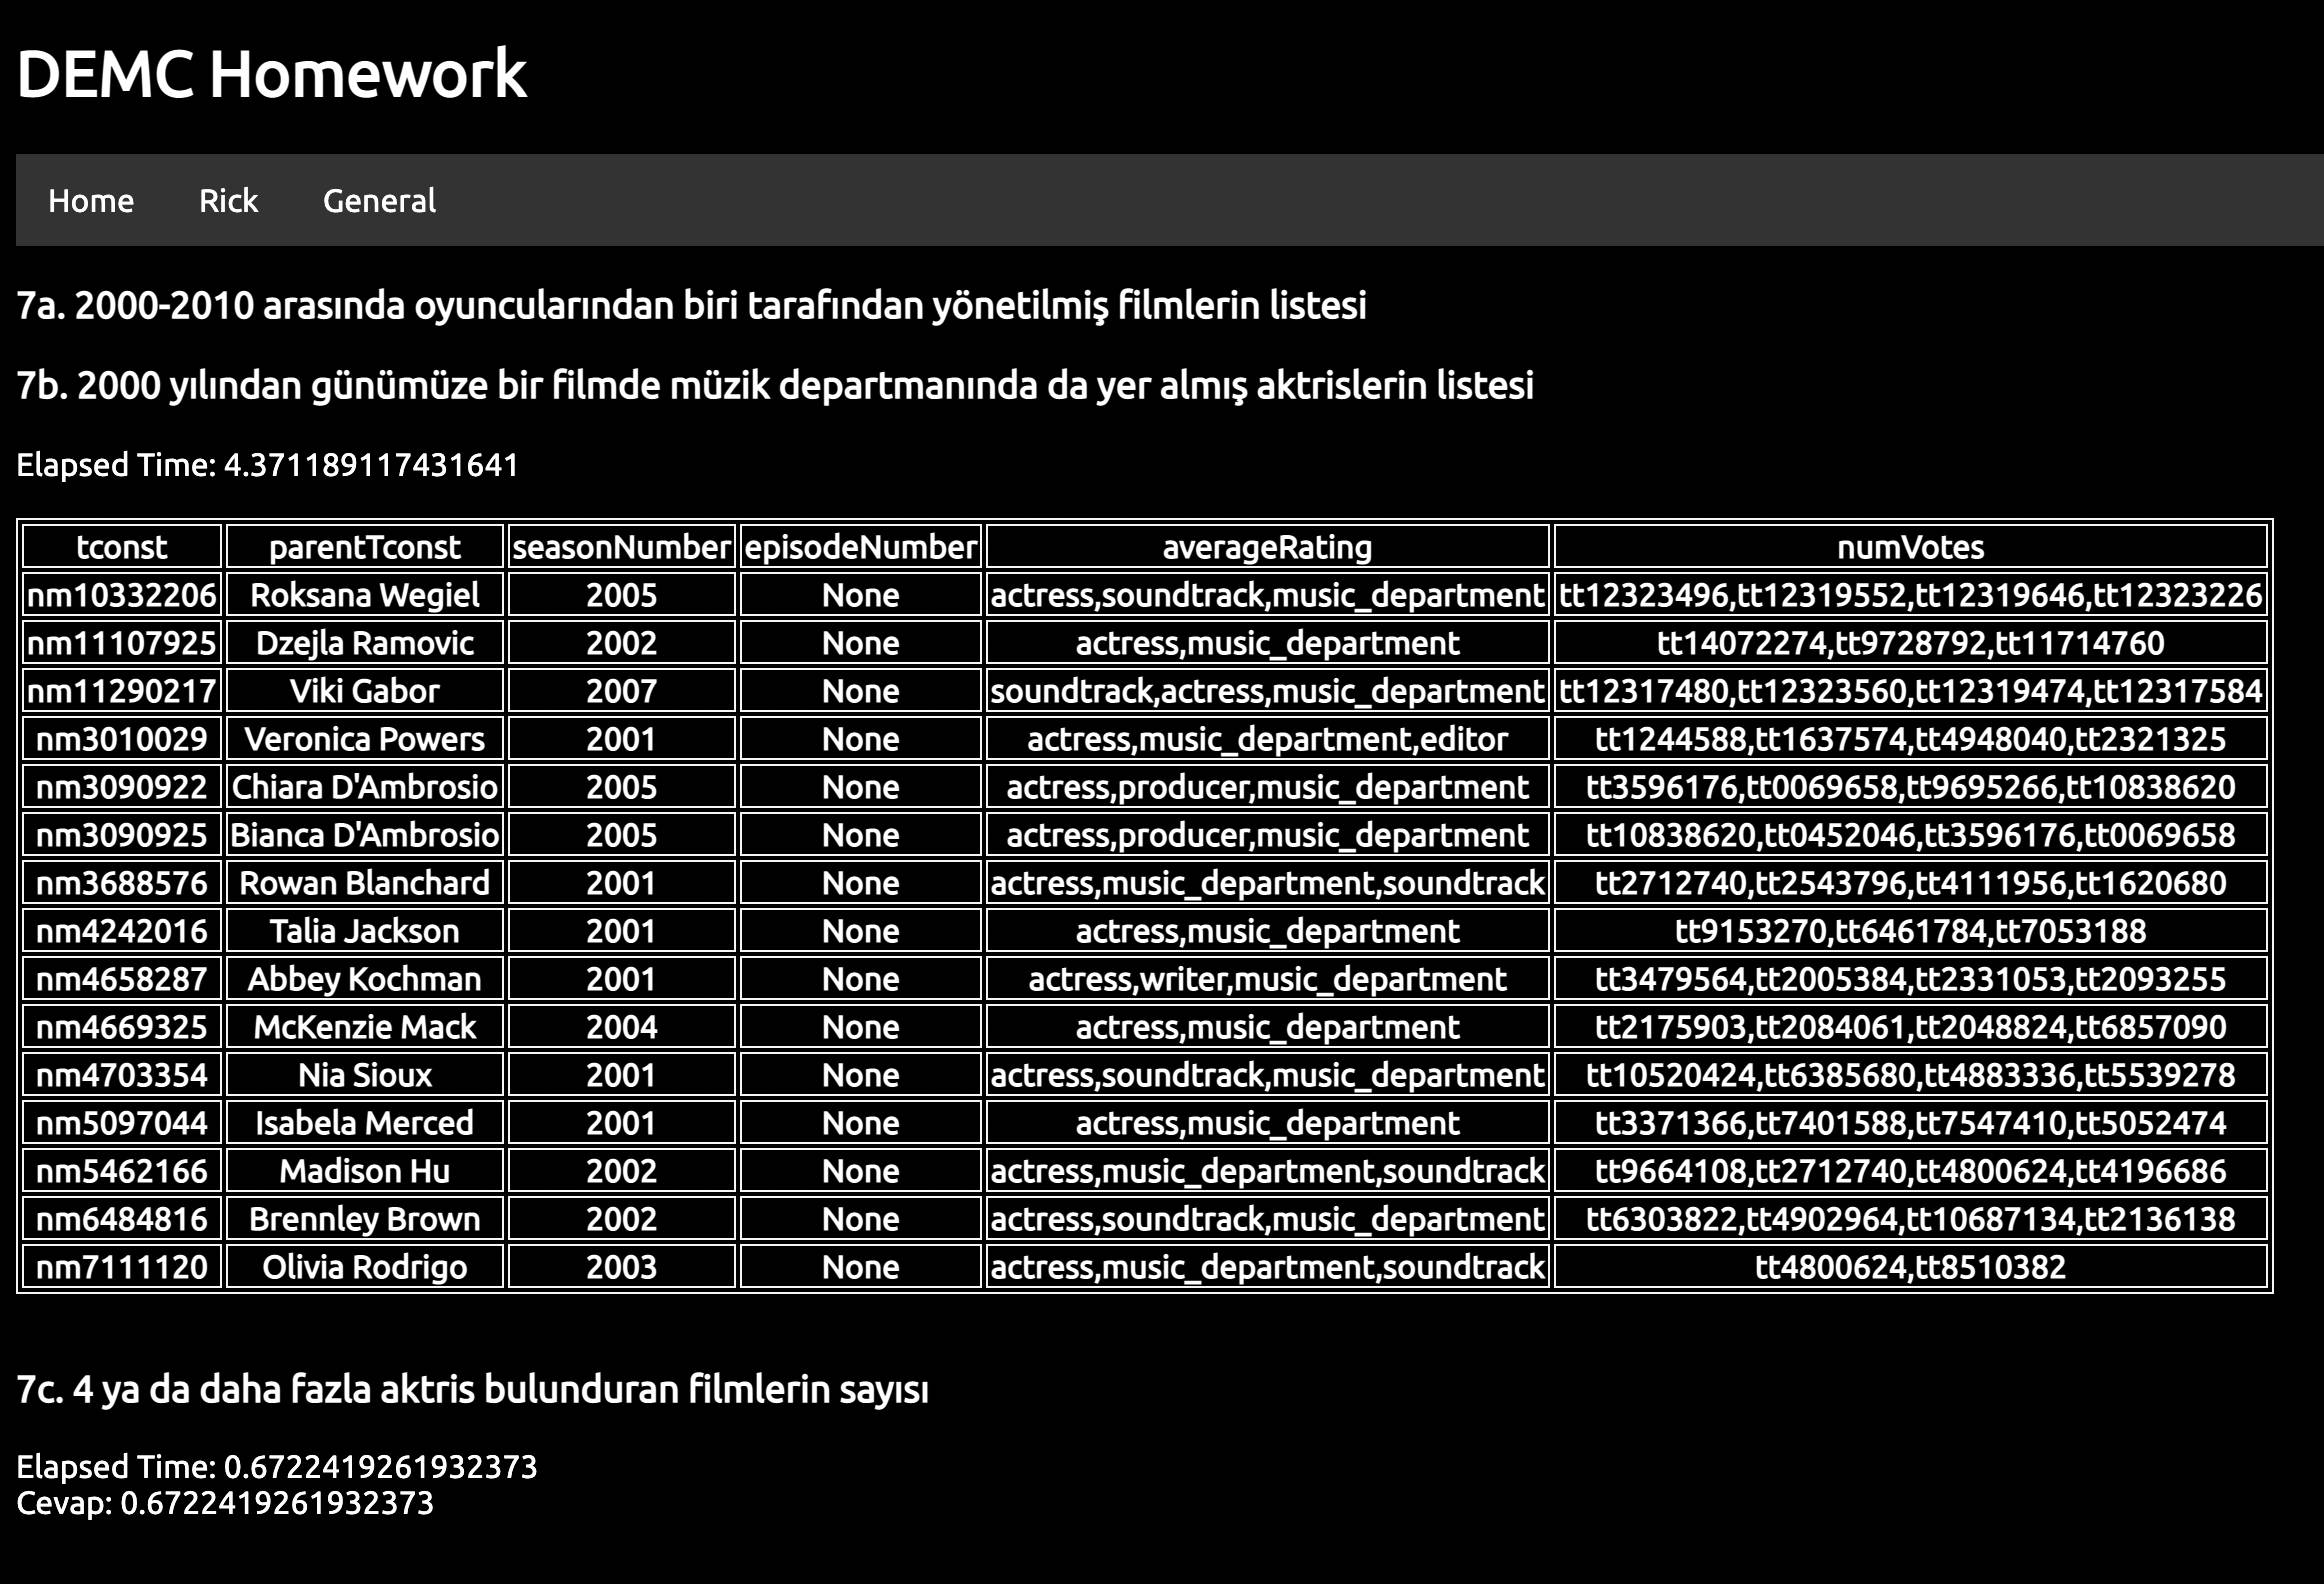 DEMC Homework
Home Rick General
7a. 2000-2010 arasında oyuncularından biri tarafından yönetilmiş filmlerin listesi
7b. 2000 yılından günümüze bir filmde müzik departmanında da yer almış aktrislerin listesi
Elapsed Time: 4.371189117431641
tconst parentTconst seasonNumber episodeNumber averageRating numVotes
nm10332206 Roksana Wegiel 2005 None actress,soundtrack,music_department tt12323496,tt12319552,tt12319646,tt12323226
nm11107925 Dzejla Ramovic 2002 None actress,music_department tt14072274,tt9728792,tt11714760
nm11290217 Viki Gabor 2007 None soundtrack,actress,music_department tt12317480,tt12323560,tt12319474,tt12317584
nm3010029 Veronica Powers 2001 None actress,music_department,editor tt1244588,tt1637574,tt4948040,tt2321325
nm3090922 Chiara D'Ambrosio 2005 None actress,producer,music_department tt3596176,tt0069658,tt9695266,tt10838620
nm3090925 Bianca D'Ambrosio 2005 None actress,producer,music_department tt10838620,tt0452046,tt3596176,tt0069658
nm3688576 Rowan Blanchard 2001 None actress,music_department,soundtrack tt2712740,tt2543796,tt4111956,tt1620680
nm4242016 Talia Jackson 2001 None actress,music_department tt9153270,tt6461784,tt7053188
nm4658287 Abbey Kochman 2001 None actress,writer,music_department tt3479564,tt2005384,tt2331053,tt2093255
nm4669325 McKenzie Mack 2004 None actress,music_department tt2175903,tt2084061,tt2048824,tt6857090
nm4703354 Nia Sioux 2001 None actress,soundtrack,music_department tt10520424,tt6385680,tt4883336,tt5539278
nm5097044 Isabela Merced 2001 None actress,music_department tt3371366,tt7401588,tt7547410,tt5052474
nm5462166 Madison Hu 2002 None actress,music_department,soundtrack tt9664108,tt2712740,tt4800624,tt4196686
nm6484816 Brennley Brown 2002 None actress,soundtrack,music_department tt6303822,tt4902964,tt10687134,tt2136138
nm7111120 Olivia Rodrigo 2003 None actress,music_department,soundtrack tt4800624,tt8510382
7c. 4 ya da daha fazla aktris bulunduran filmlerin sayısı
Elapsed Time: 0.6722419261932373
Cevap: 0.6722419261932373